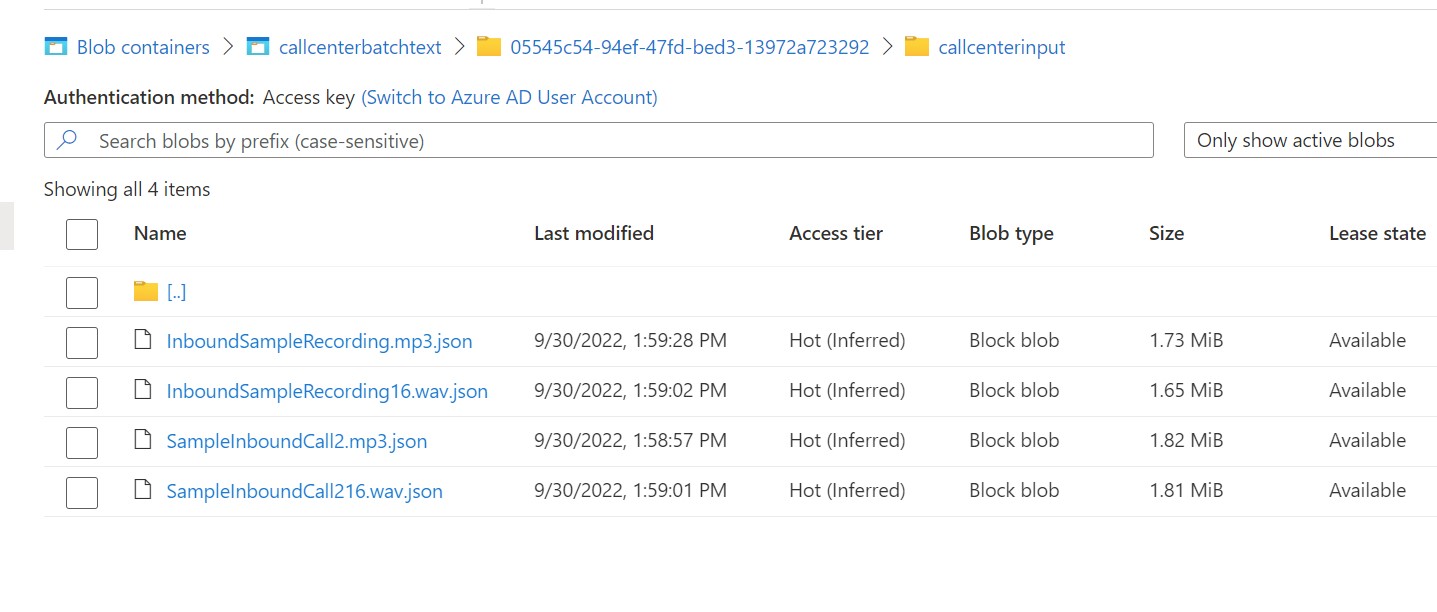 Blob containers > callcenterbatchtext > 05545c54-94ef-47fd-bed3-13972a723292 > callcenterinput
Authentication method: Access key (Switch to Azure AD User Account)
Search blobs by prefix (case-sensitive) Only show active blobs
Showing all 4 items
Name Last modified Access tier Blob type Size Lease state
[..]
InboundSampleRecording.mp3.json 9/30/2022, 1:59:28 PM Hot (Inferred) Block blob 1.73 MiB Available
InboundSampleRecording16.wav.json 9/30/2022, 1:59:02 PM Hot (Inferred) Block blob 1.65 MiB Available
SampleInboundCall2.mp3.json 9/30/2022, 1:58:57 PM Hot (Inferred) Block blob 1.82 MiB Available
SampleInboundCall216.wav.json 9/30/2022, 1:59:01 PM Hot (Inferred) Block blob 1.81 MiB Available